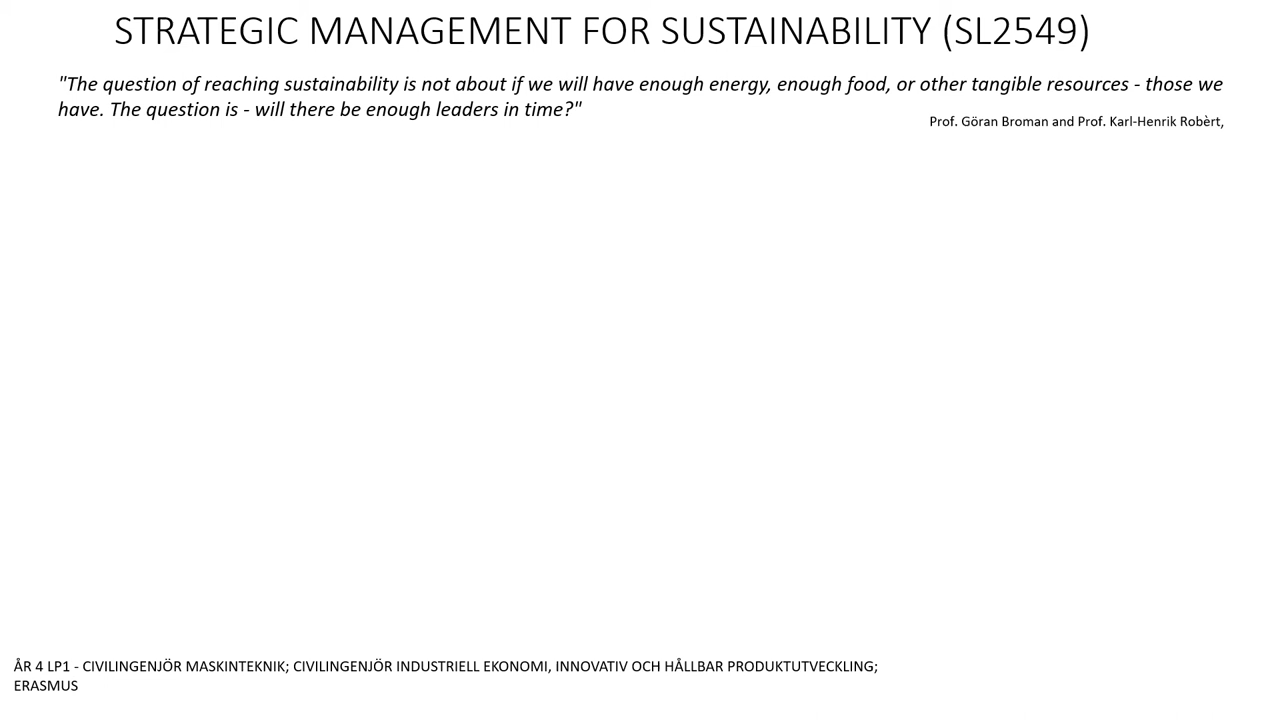 STRATEGIC MANAGEMENT FOR SUSTAINABILITY (SL2549)
"The question of reaching sustainability is not about if we will have enough energy, enough food, or other tangible resources - those we
have. The question is - will there be enough leaders in time?"
Prof. Göran Broman and Prof. Karl-Henrik Robèrt,
ÅR 4 LP1 - CIVILINGENJÖR MASKINTEKNIK; CIVILINGENJÖR INDUSTRIELL EKONOMI, INNOVATIV OCH HÅLLBAR PRODUKTUTVECKLING;
ERASMUS